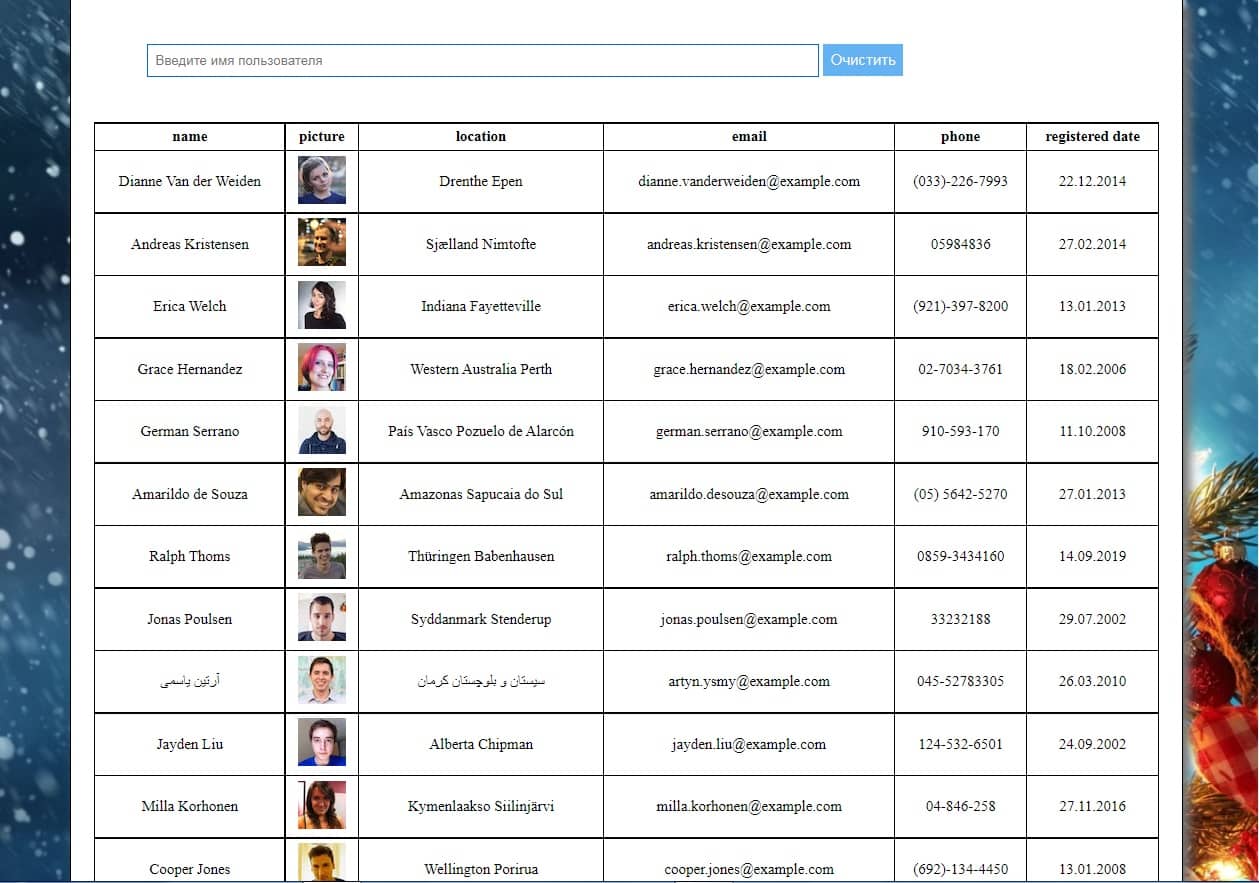 Введите имя пользователя Очистить
name picture location email phone registered date
Dianne Van der Weiden Drenthe Epen dianne.vanderweiden@example.com (033)-226-7993 22.12.2014
Andreas Kristensen Sjælland Nimtofte andreas.kristensen@example.com 05984836 27.02.2014
Erica Welch Indiana Fayetteville erica.welch@example.com (921)-397-8200 13.01.2013
Grace Hernandez Western Australia Perth grace.hernandez@example.com 02-7034-3761 18.02.2006
German Serrano País Vasco Pozuelo de Alarcón german.serrano@example.com 910-593-170 11.10.2008
Amarildo de Souza Amazonas Sapucaia do Sul amarildo.desouza@example.com (05) 5642-5270 27.01.2013
Ralph Thoms Thüringen Babenhausen ralph.thoms@example.com 0859-3434160 14.09.2019
Jonas Poulsen Syddanmark Stenderup jonas.poulsen@example.com 33232188 29.07.2002
آرتین یاسمی سیستان و بلوچستان کرمان artyn.ysmy@example.com 045-52783305 26.03.2010
Jayden Liu Alberta Chipman jayden.liu@example.com 124-532-6501 24.09.2002
Milla Korhonen Kymenlaakso Siilinjärvi milla.korhonen@example.com 04-846-258 27.11.2016
Cooper Jones Wellington Porirua cooper.jones@example.com (692)-134-4450 13.01.2008